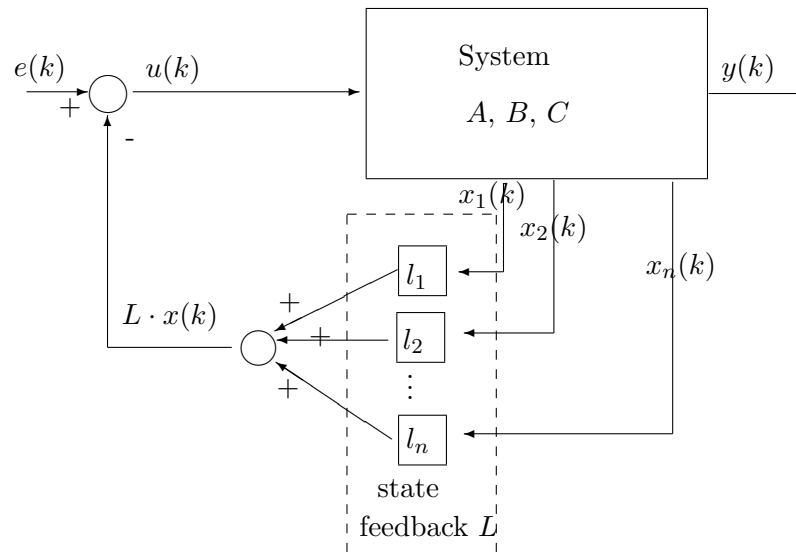 System
e(k)
u(k)
y(k)
A, B, C
+
-
x₁(k)
x₂(k)
xₙ(k)
l₁
+
L · x(k)
+
l₂
+
⋮
lₙ
state
feedback L